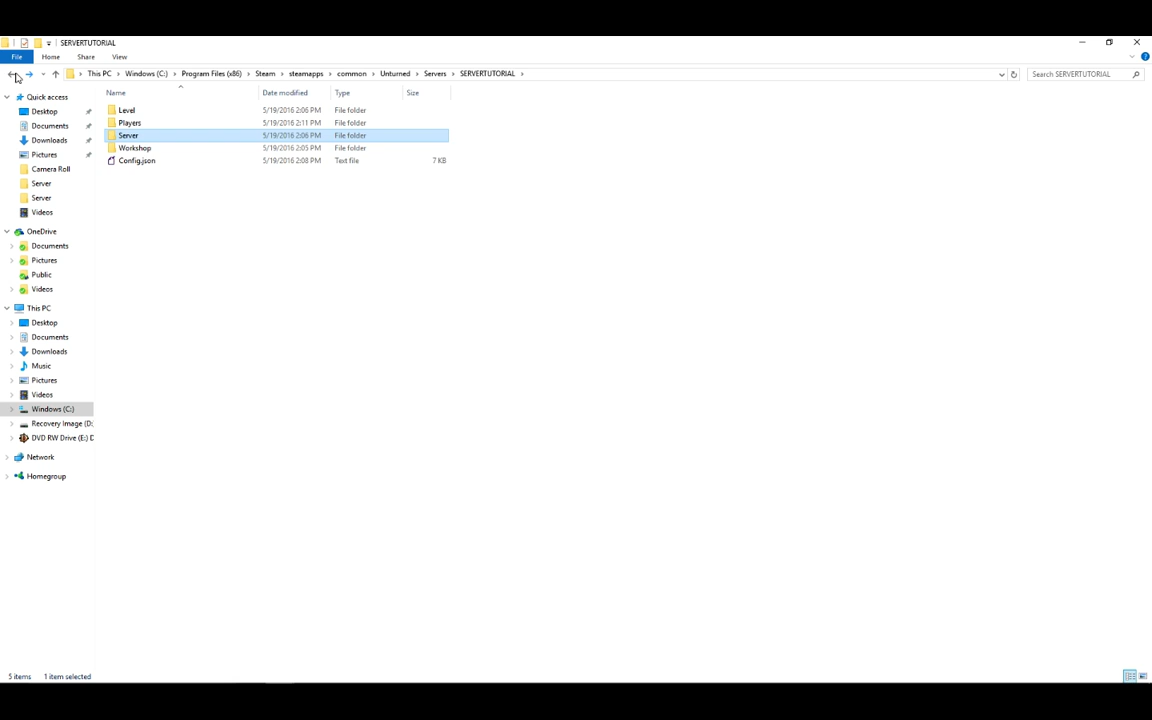 SERVERTUTORIAL
File Home Share View
This PC Windows (C:) Program Files (x86) Steam steamapps common Unturned Servers SERVERTUTORIAL
Search SERVERTUTORIAL
Name Date modified Type Size
Level 5/19/2016 2:06 PM File folder
Players 5/19/2016 2:11 PM File folder
Server 5/19/2016 2:06 PM File folder
Workshop 5/19/2016 2:05 PM File folder
Config.json 5/19/2016 2:08 PM Text file 7 KB
Quick access
Desktop
Documents
Downloads
Pictures
Camera Roll
Server
Server
Videos
OneDrive
Documents
Pictures
Public
Videos
This PC
Desktop
Documents
Downloads
Music
Pictures
Videos
Windows (C:)
Recovery Image (D:
DVD RW Drive (E:) D
Network
Homegroup
5 items 1 item selected